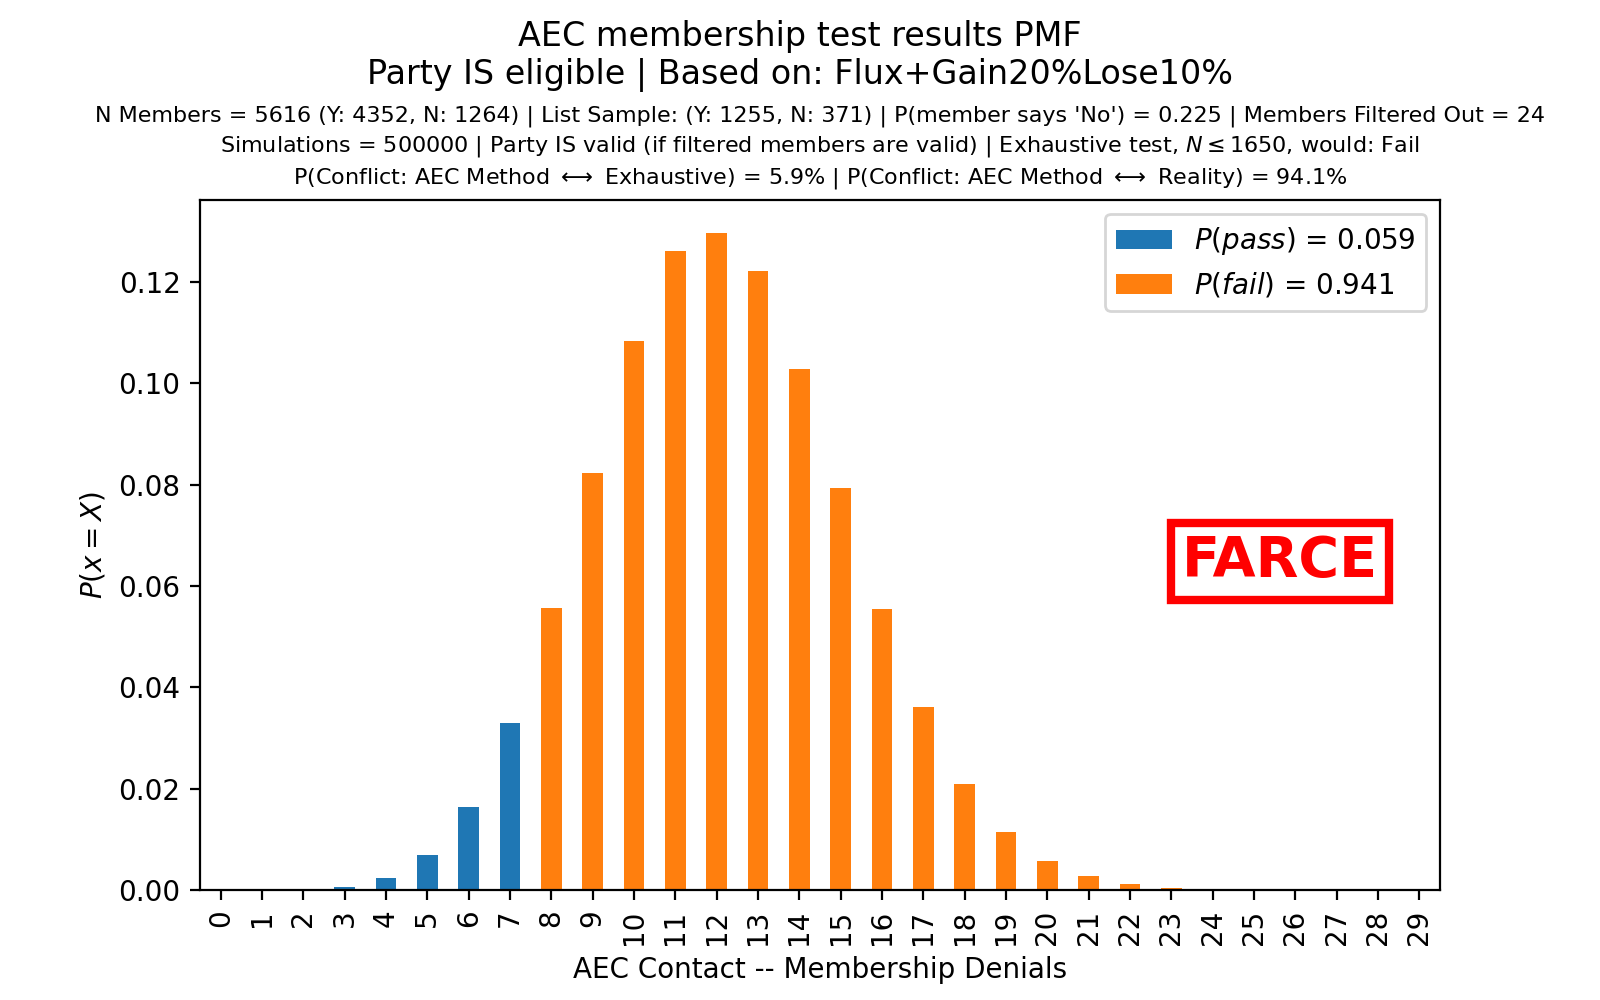 AEC membership test results PMF
Party IS eligible | Based on: Flux+Gain20%Lose10%
N Members = 5616 (Y: 4352, N: 1264) | List Sample: (Y: 1255, N: 371) | P(member says 'No') = 0.225 | Members Filtered Out = 24
Simulations = 500000 | Party IS valid (if filtered members are valid) | Exhaustive test, N ≤ 1650, would: Fail
P(Conflict: AEC Method ⟷ Exhaustive) = 5.9% | P(Conflict: AEC Method ⟷ Reality) = 94.1%
P(pass) = 0.059
P(fail) = 0.941
0.12
0.10
0.08
0.06
0.04
0.02
0.00
P(x = X)
FARCE
0 1 2 3 4 5 6 7 8 9 10 11 12 13 14 15 16 17 18 19 20 21 22 23 24 25 26 27 28 29
AEC Contact -- Membership Denials